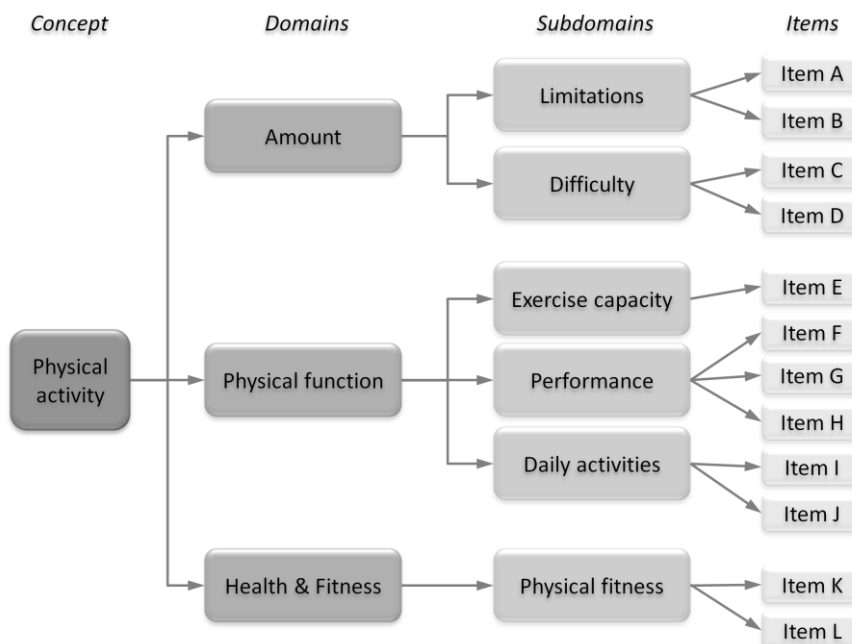 Concept
Domains
Subdomains
Items
Physical
activity
Amount
Physical function
Health & Fitness
Limitations
Difficulty
Exercise capacity
Performance
Daily activities
Physical fitness
Item A
Item B
Item C
Item D
Item E
Item F
Item G
Item H
Item I
Item J
Item K
Item L